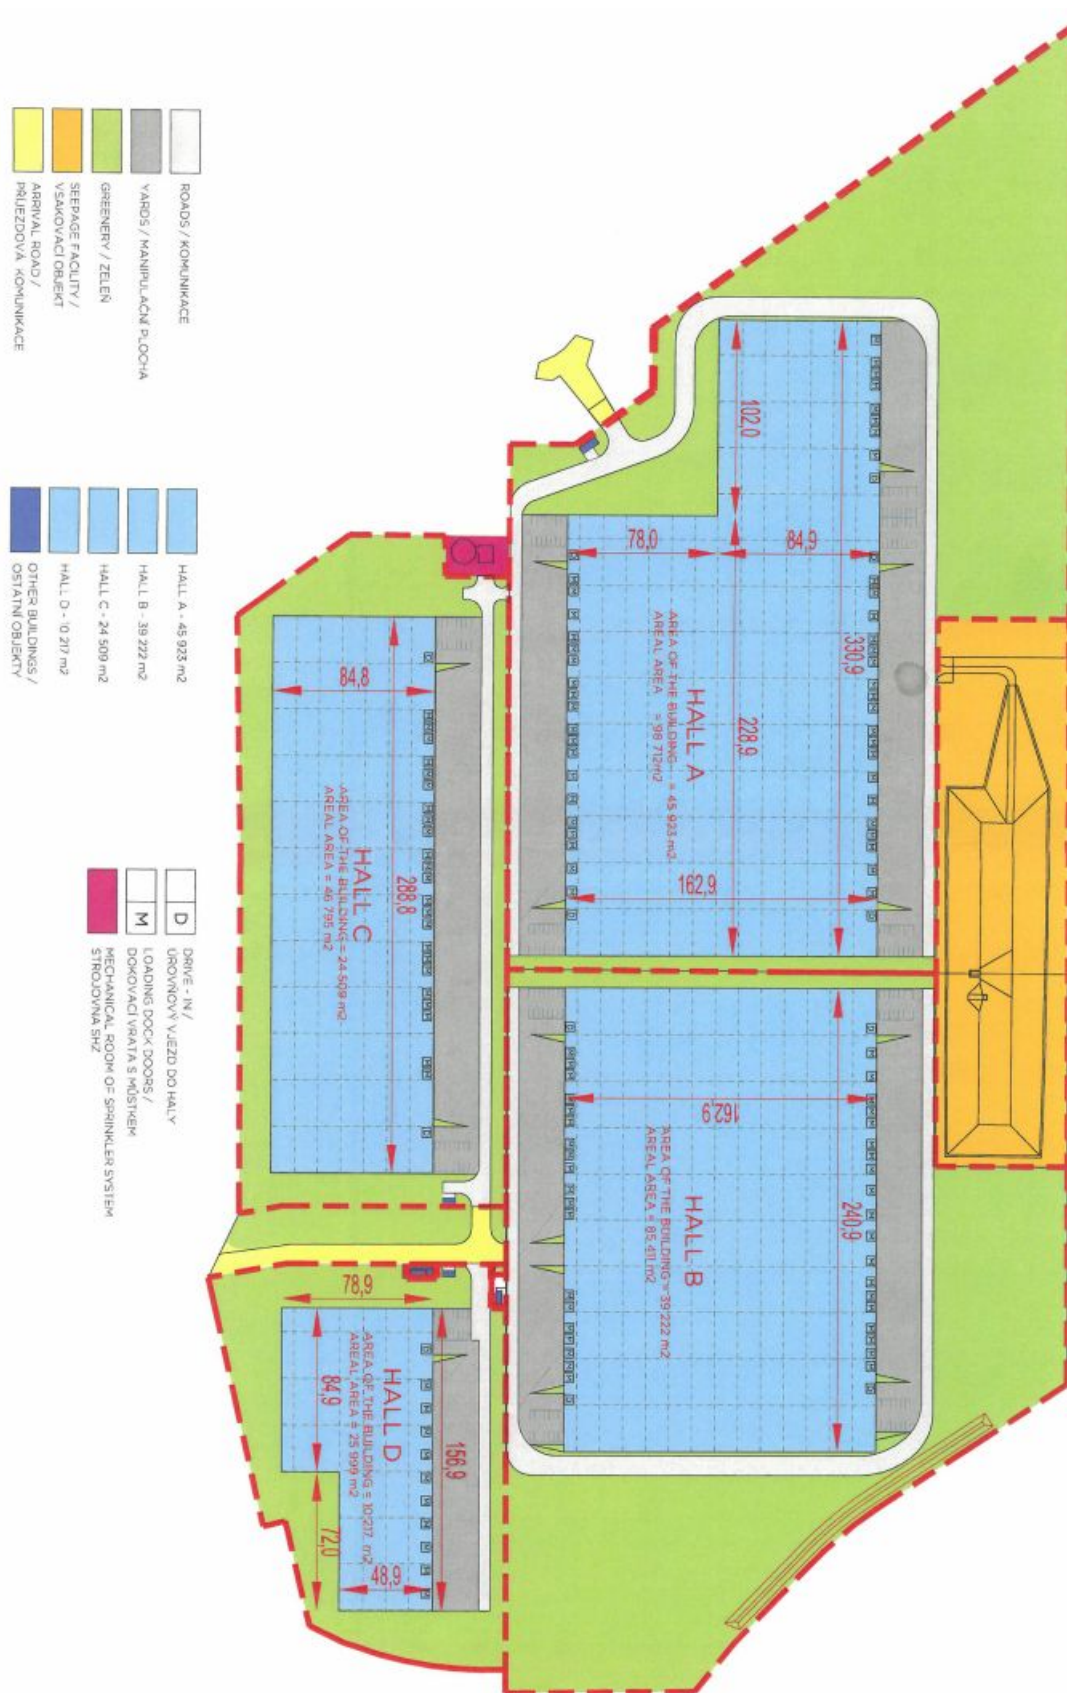 102,0
84,9
78,0
330,9
228,9
162,9
HALL A
AREA OF THE BUILDING = 45 923 m2
AREAL AREA = 98 712m2
240,9
162,9
HALL B
AREA OF THE BUILDING = 39 222 m2
AREAL AREA = 85 411 m2
84,8
288,8
HALL C
AREA OF THE BUILDING = 24 509 m2
AREAL AREA = 46 795 m2
78,9
84,9
156,9
72,0
48,9
HALL D
AREA OF THE BUILDING = 10 217 m2
AREAL AREA = 25 999 m2
ROADS / KOMUNIKACE
YARDS / MANIPULAČNÍ PLOCHA
GREENERY / ZELEŇ
SEEPAGE FACILITY /
VSAKOVACÍ OBJEKT
ARRIVAL ROAD /
PŘÍJEZDOVÁ KOMUNIKACE
HALL A - 45 923 m2
HALL B - 39 222 m2
HALL C - 24 509 m2
HALL D - 10 217 m2
OTHER BUILDINGS /
OSTATNÍ OBJEKTY
D
DRIVE - IN /
ÚROVŇOVÝ VJEZD DO HALY
M
LOADING DOCK DOORS /
DOKOVACÍ VRATA S MŮSTKEM
MECHANICAL ROOM OF SPRINKLER SYSTEM
STROJOVNA SHZ